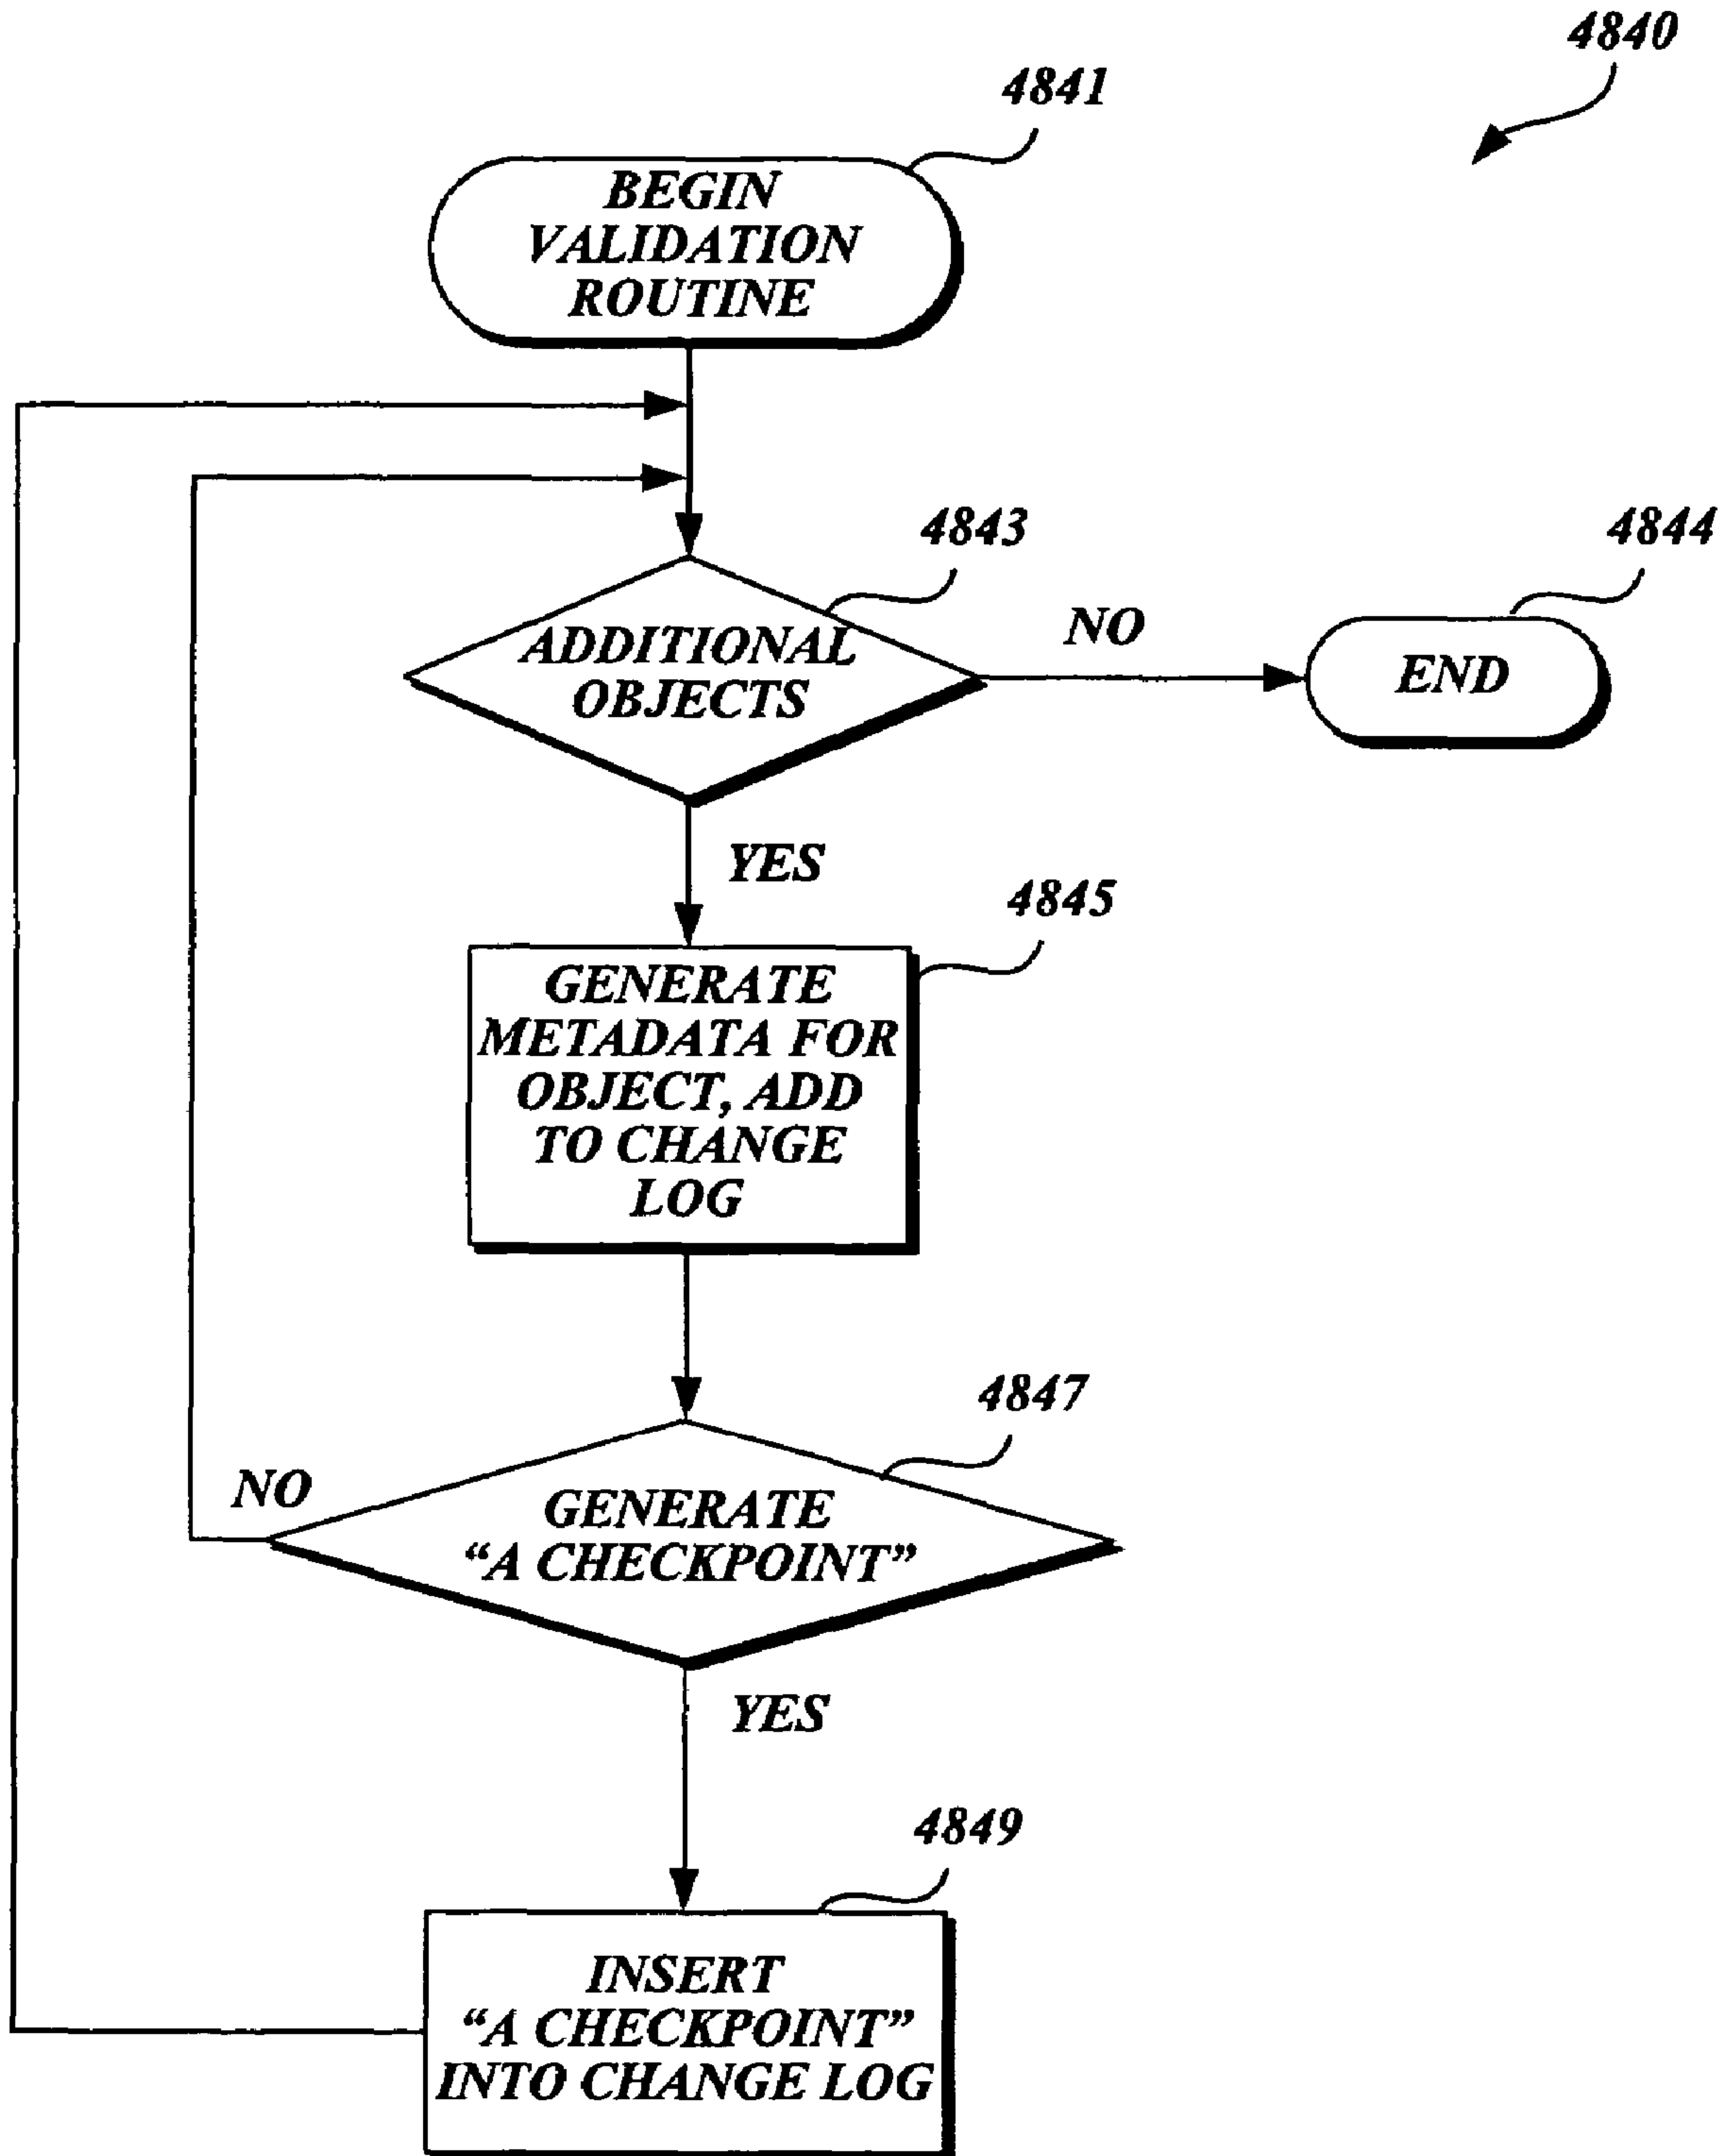 4840
4841
BEGIN
VALIDATION
ROUTINE
4843
4844
ADDITIONAL
OBJECTS
NO
END
YES
4845
GENERATE
METADATA FOR
OBJECT, ADD
TO CHANGE
LOG
4847
NO
GENERATE
“A CHECKPOINT”
YES
4849
INSERT
“A CHECKPOINT”
INTO CHANGE LOG